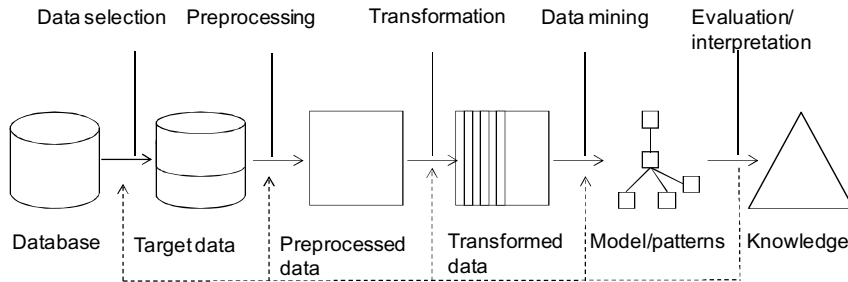 Data selection
Preprocessing
Transformation
Data mining
Evaluation/
interpretation
Database
Target data
Preprocessed
data
Transformed
data
Model/patterns
Knowledge